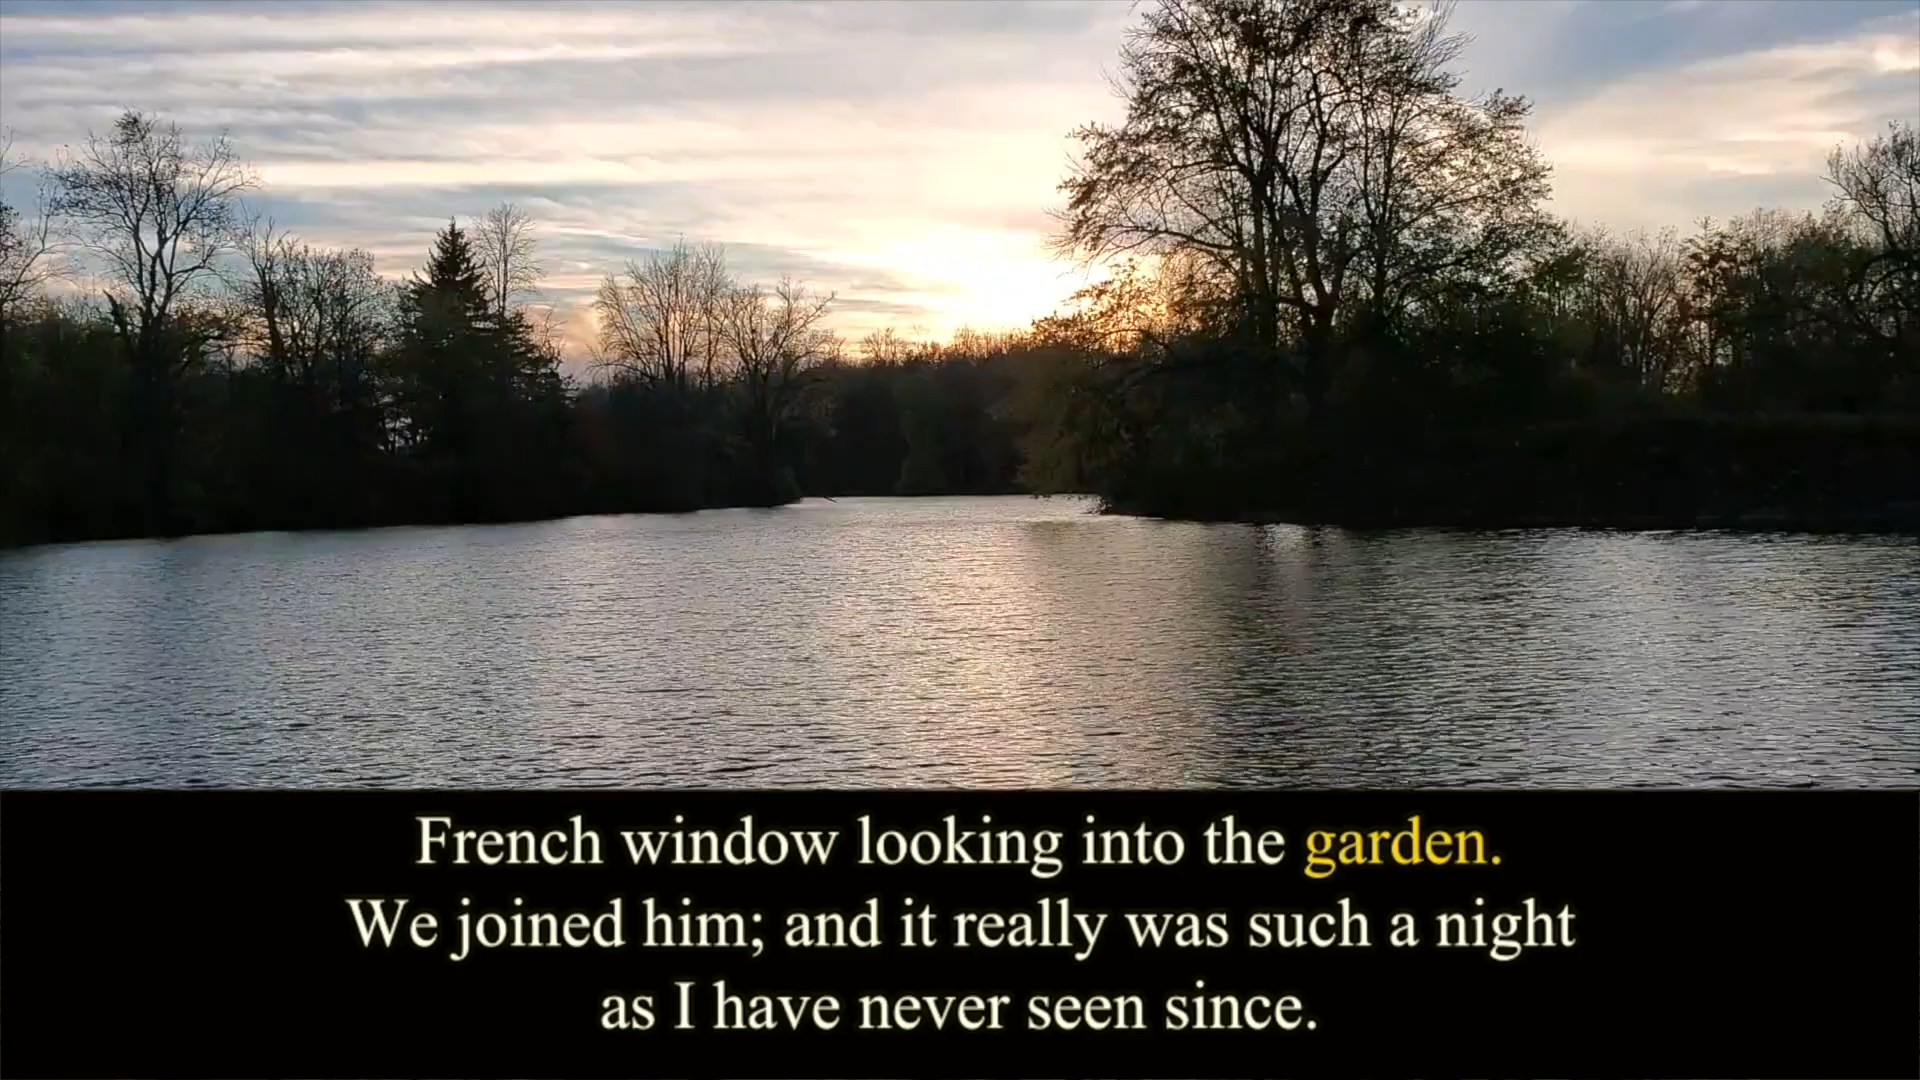 French window looking into the garden.
We joined him; and it really was such a night
as I have never seen since.